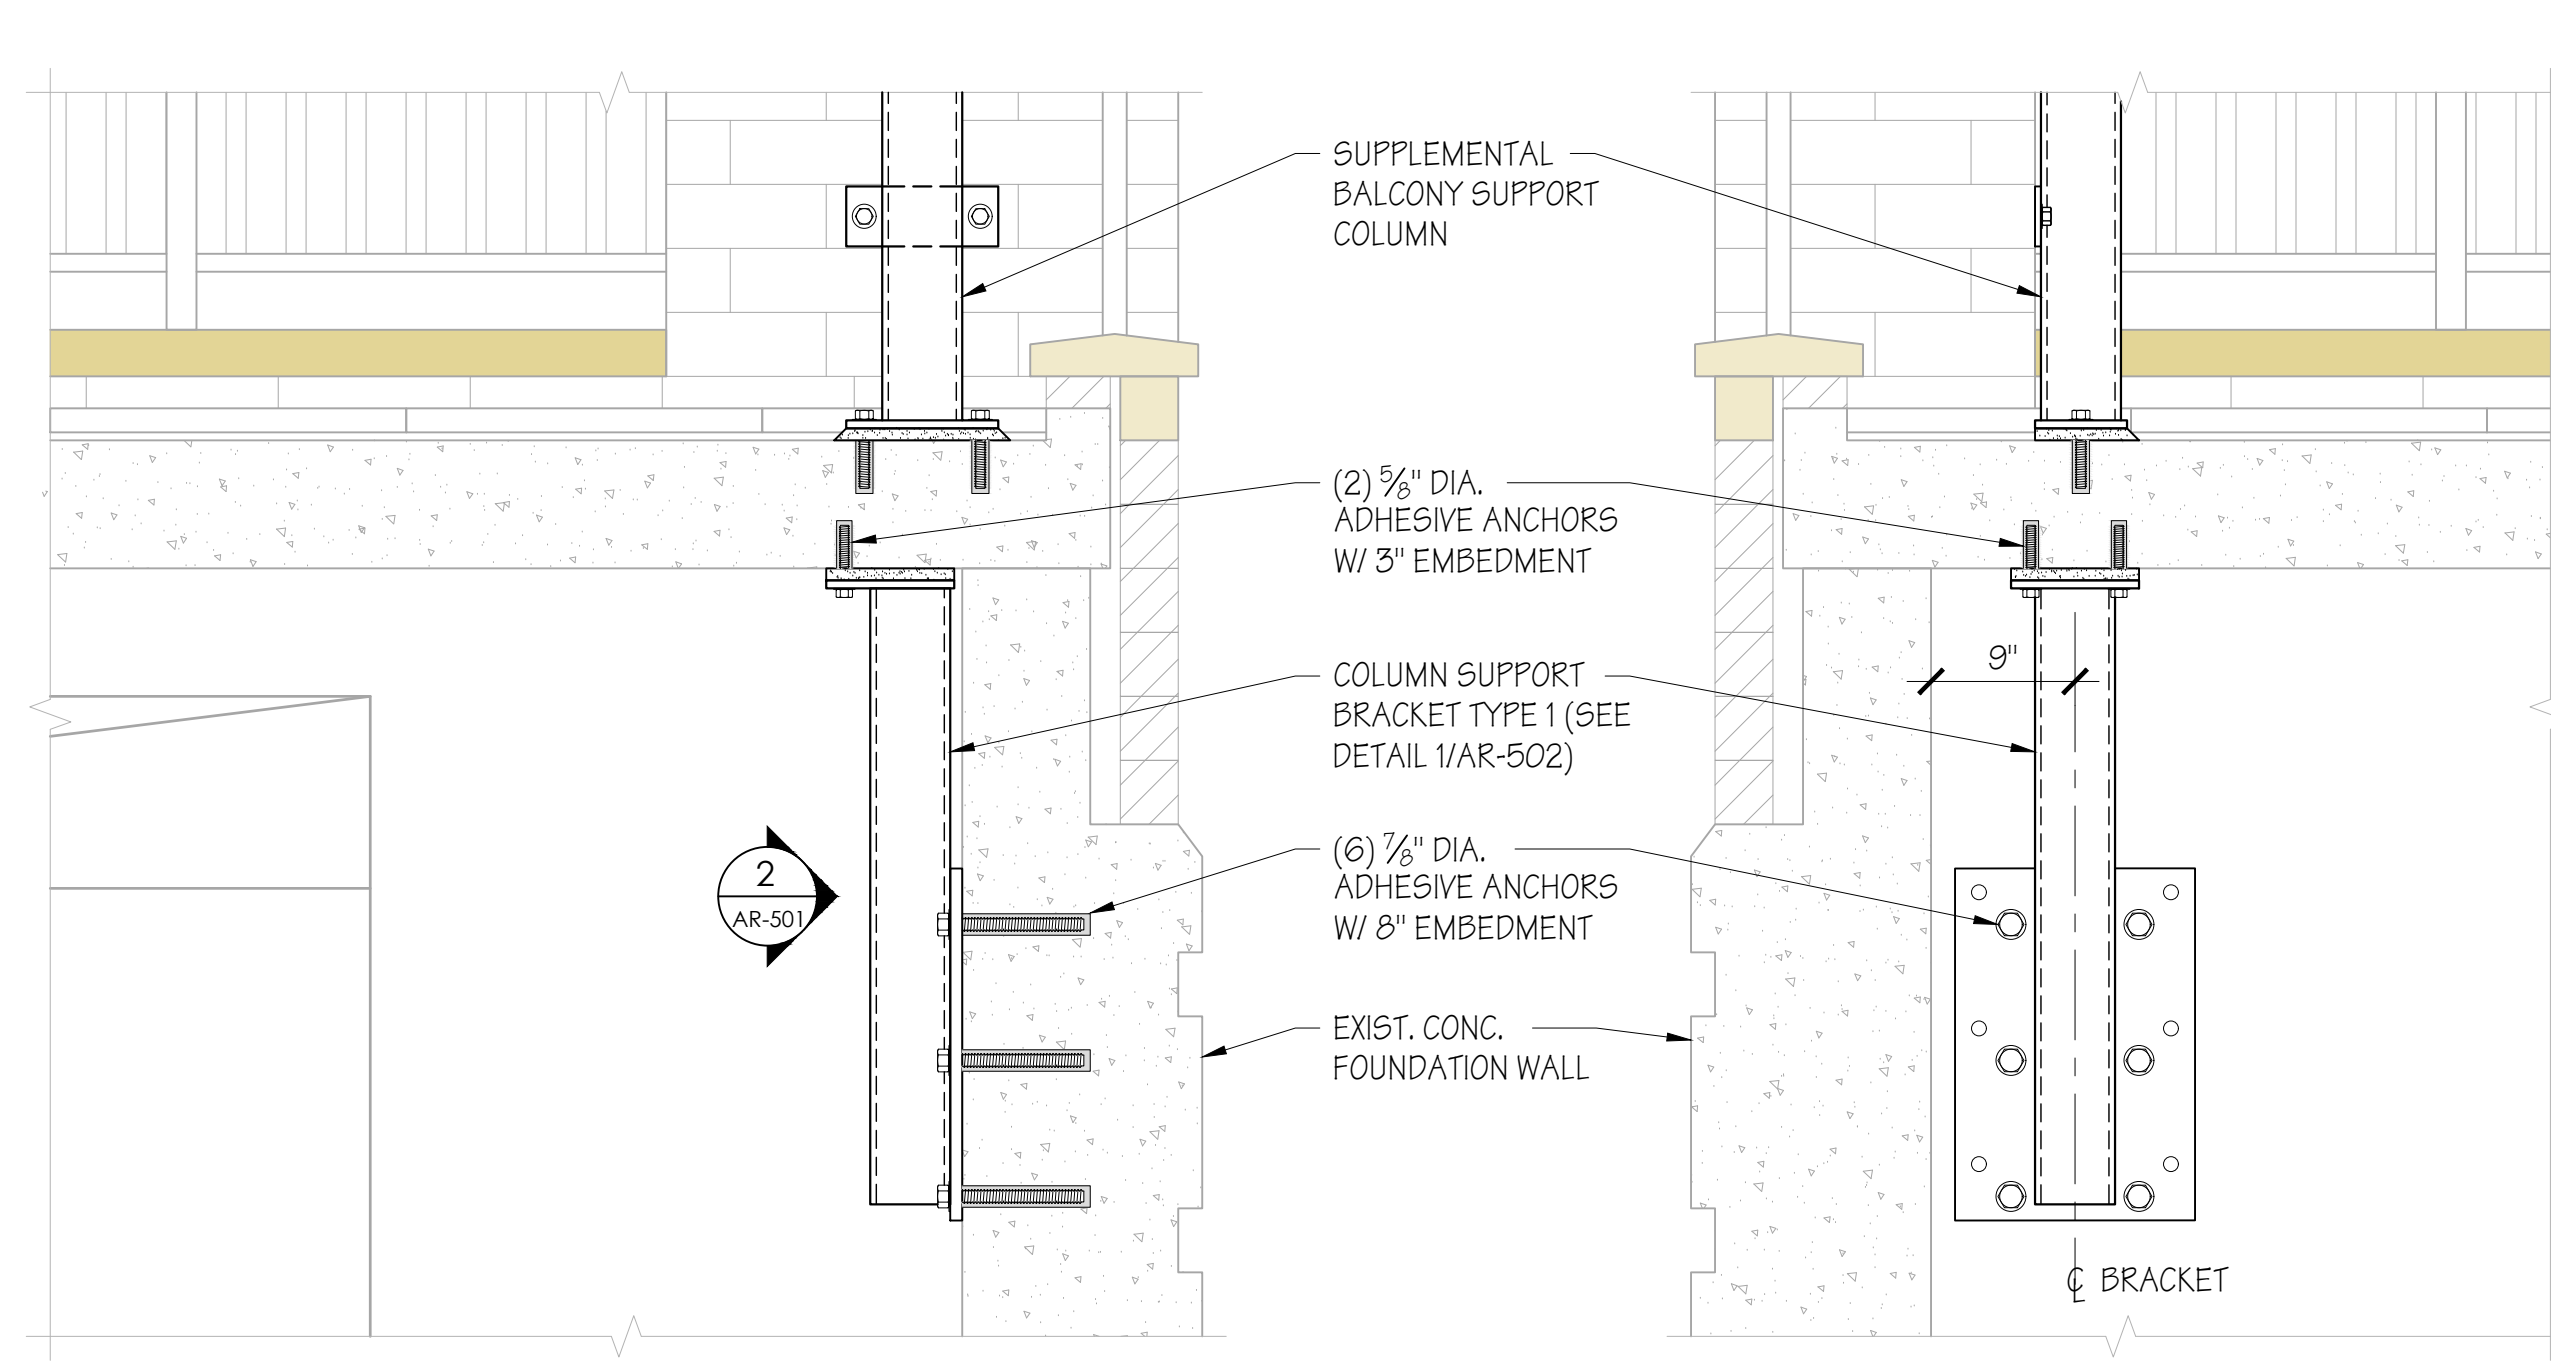 SUPPLEMENTAL
BALCONY SUPPORT
COLUMN
(2) ⅝" DIA.
ADHESIVE ANCHORS
W/ 3" EMBEDMENT
9"
COLUMN SUPPORT
BRACKET TYPE 1 (SEE
DETAIL 1/AR-502)
2
AR-501
(6) ⅞" DIA.
ADHESIVE ANCHORS
W/ 8" EMBEDMENT
EXIST. CONC.
FOUNDATION WALL
℄ BRACKET